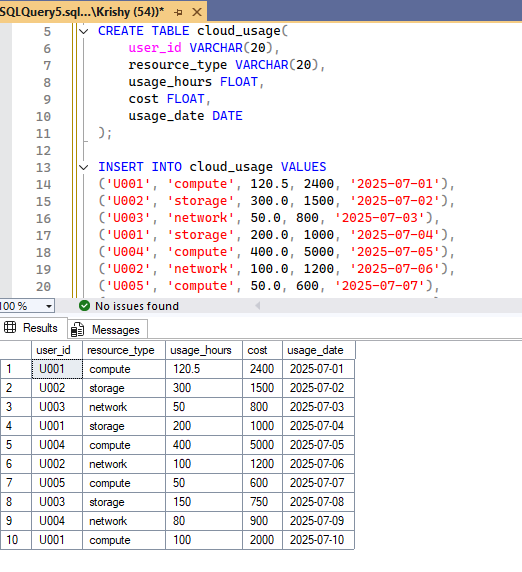 SQLQuery5.sql...\Krishy (54))*
5 CREATE TABLE cloud_usage(
6 user_id VARCHAR(20),
7 resource_type VARCHAR(20),
8 usage_hours FLOAT,
9 cost FLOAT,
10 usage_date DATE
11 );
12
13 INSERT INTO cloud_usage VALUES
14 ('U001', 'compute', 120.5, 2400, '2025-07-01'),
15 ('U002', 'storage', 300.0, 1500, '2025-07-02'),
16 ('U003', 'network', 50.0, 800, '2025-07-03'),
17 ('U001', 'storage', 200.0, 1000, '2025-07-04'),
18 ('U004', 'compute', 400.0, 5000, '2025-07-05'),
19 ('U002', 'network', 100.0, 1200, '2025-07-06'),
20 ('U005', 'compute', 50.0, 600, '2025-07-07'),
100 % No issues found
Results Messages
user_id resource_type usage_hours cost usage_date
1 U001 compute 120.5 2400 2025-07-01
2 U002 storage 300 1500 2025-07-02
3 U003 network 50 800 2025-07-03
4 U001 storage 200 1000 2025-07-04
5 U004 compute 400 5000 2025-07-05
6 U002 network 100 1200 2025-07-06
7 U005 compute 50 600 2025-07-07
8 U003 storage 150 750 2025-07-08
9 U004 network 80 900 2025-07-09
10 U001 compute 100 2000 2025-07-10